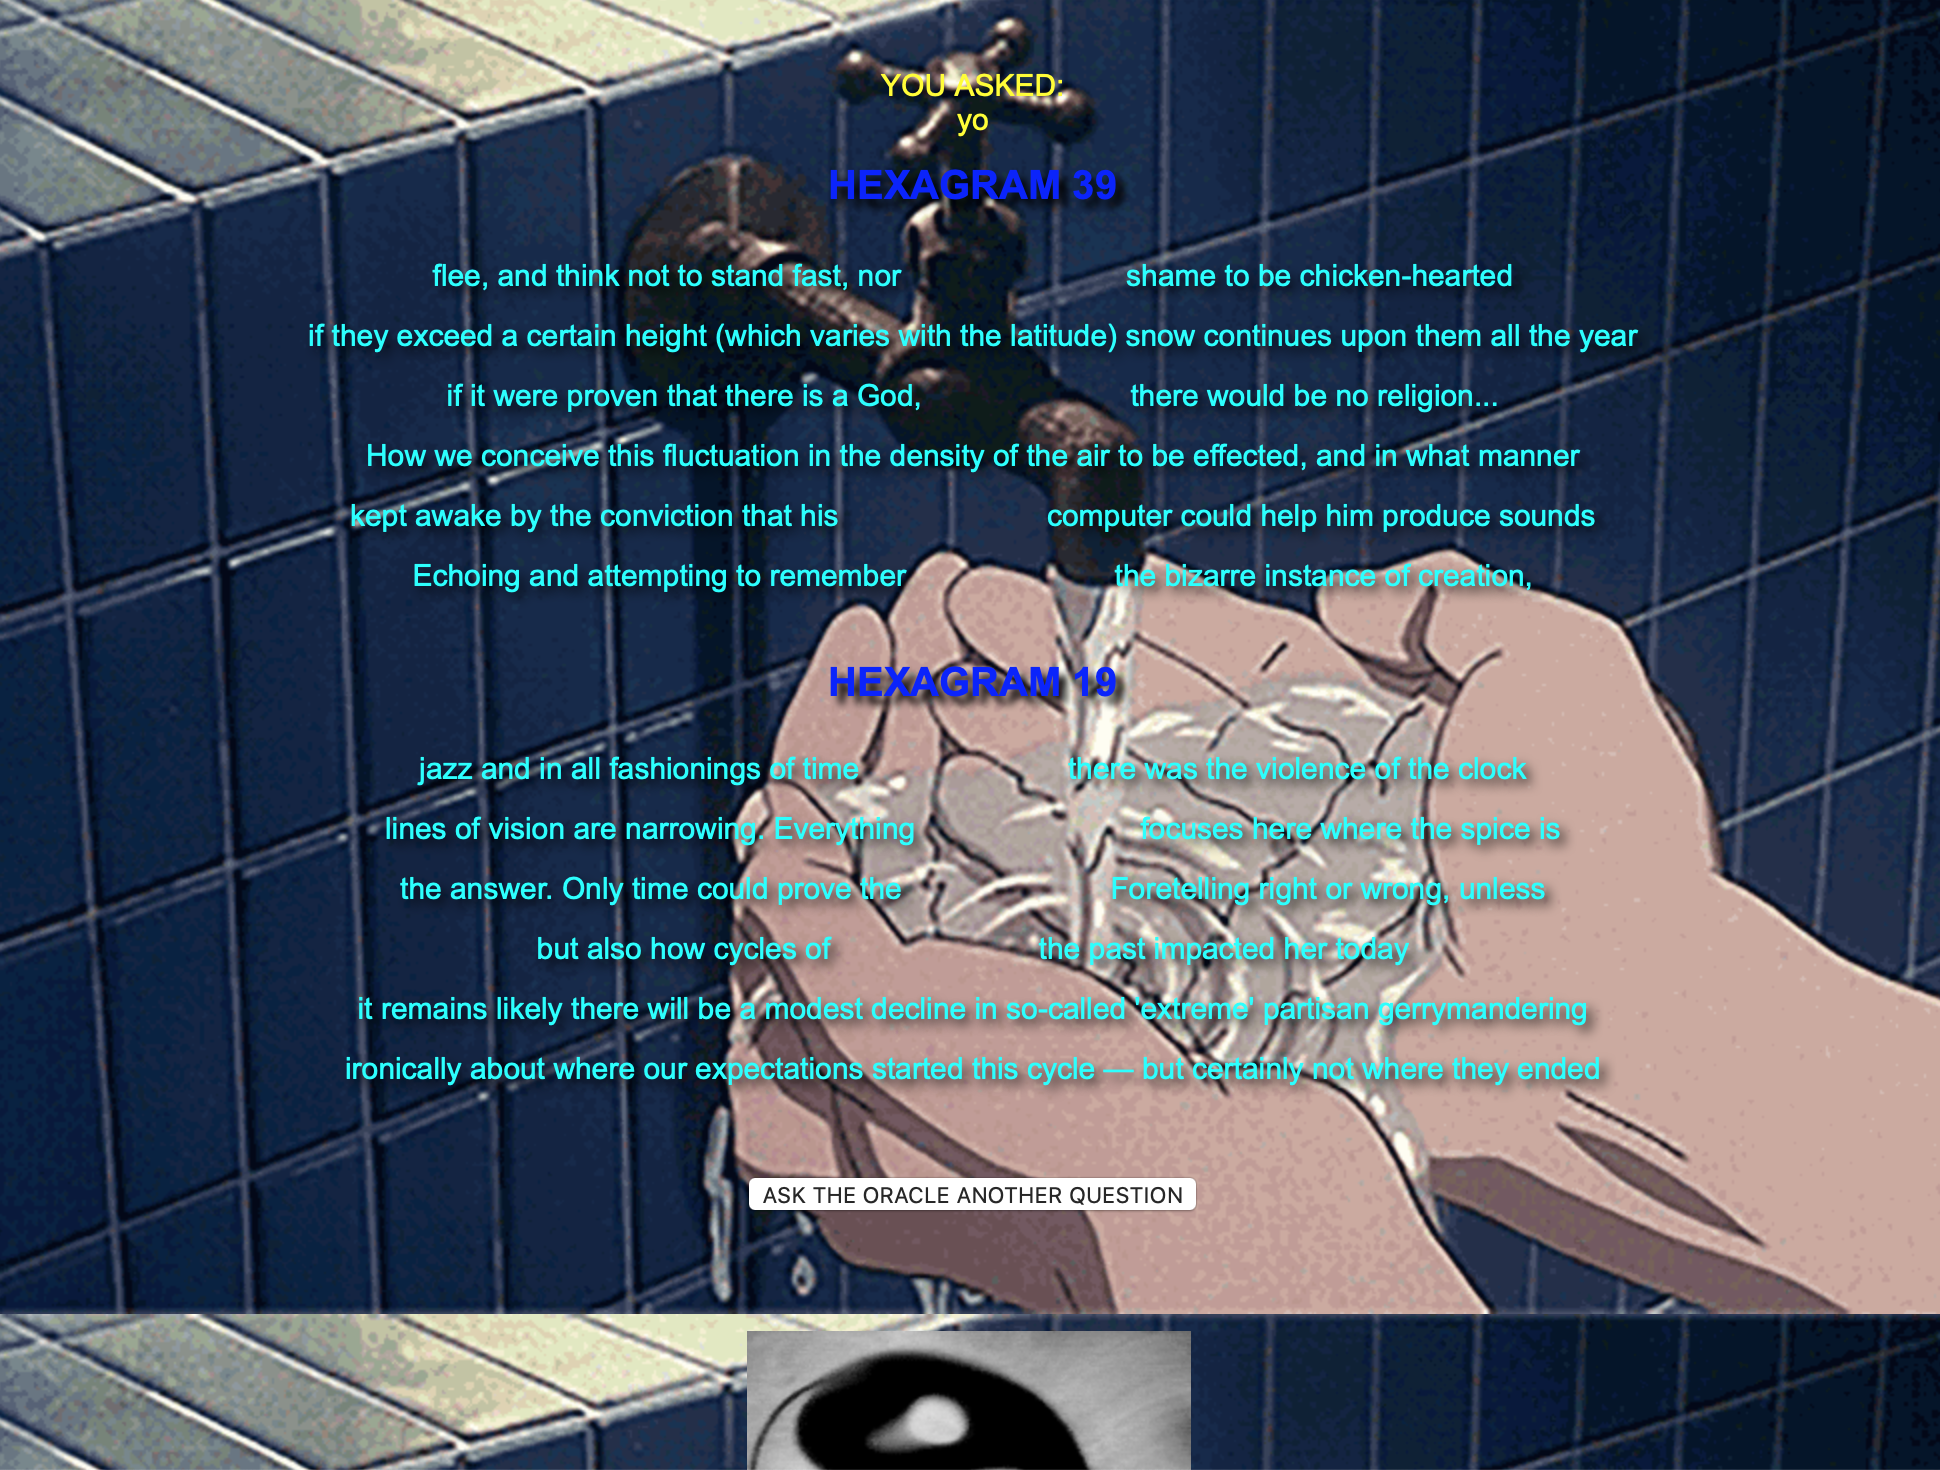 YOU ASKED:
yo
HEXAGRAM 39
flee, and think not to stand fast, nor shame to be chicken-hearted
if they exceed a certain height (which varies with the latitude) snow continues upon them all the year
if it were proven that there is a God, there would be no religion...
How we conceive this fluctuation in the density of the air to be effected, and in what manner
kept awake by the conviction that his computer could help him produce sounds
Echoing and attempting to remember the bizarre instance of creation,
HEXAGRAM 19
jazz and in all fashionings of time there was the violence of the clock
lines of vision are narrowing. Everything focuses here where the spice is
the answer. Only time could prove the Foretelling right or wrong, unless
but also how cycles of the past impacted her today
it remains likely there will be a modest decline in so-called 'extreme' partisan gerrymandering
ironically about where our expectations started this cycle — but certainly not where they ended
ASK THE ORACLE ANOTHER QUESTION